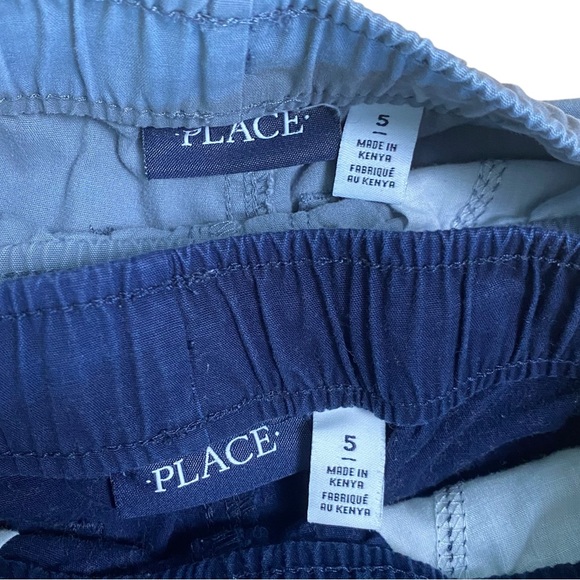 ·PLACE·
5
MADE IN
KENYA
FABRIQUÉ
AU KENYA
·PLACE·
5
MADE IN
KENYA
FABRIQUÉ
AU KENYA